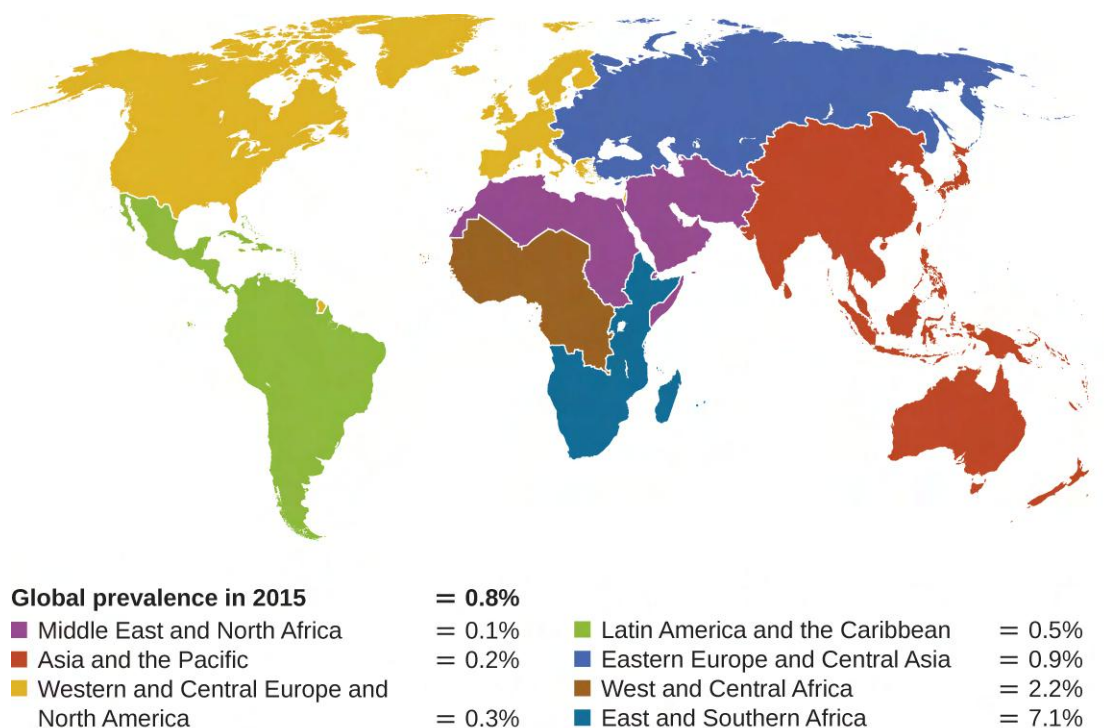 Global prevalence in 2015 = 0.8%
Middle East and North Africa = 0.1%
Asia and the Pacific = 0.2%
Western and Central Europe and
North America = 0.3%
Latin America and the Caribbean = 0.5%
Eastern Europe and Central Asia = 0.9%
West and Central Africa = 2.2%
East and Southern Africa = 7.1%